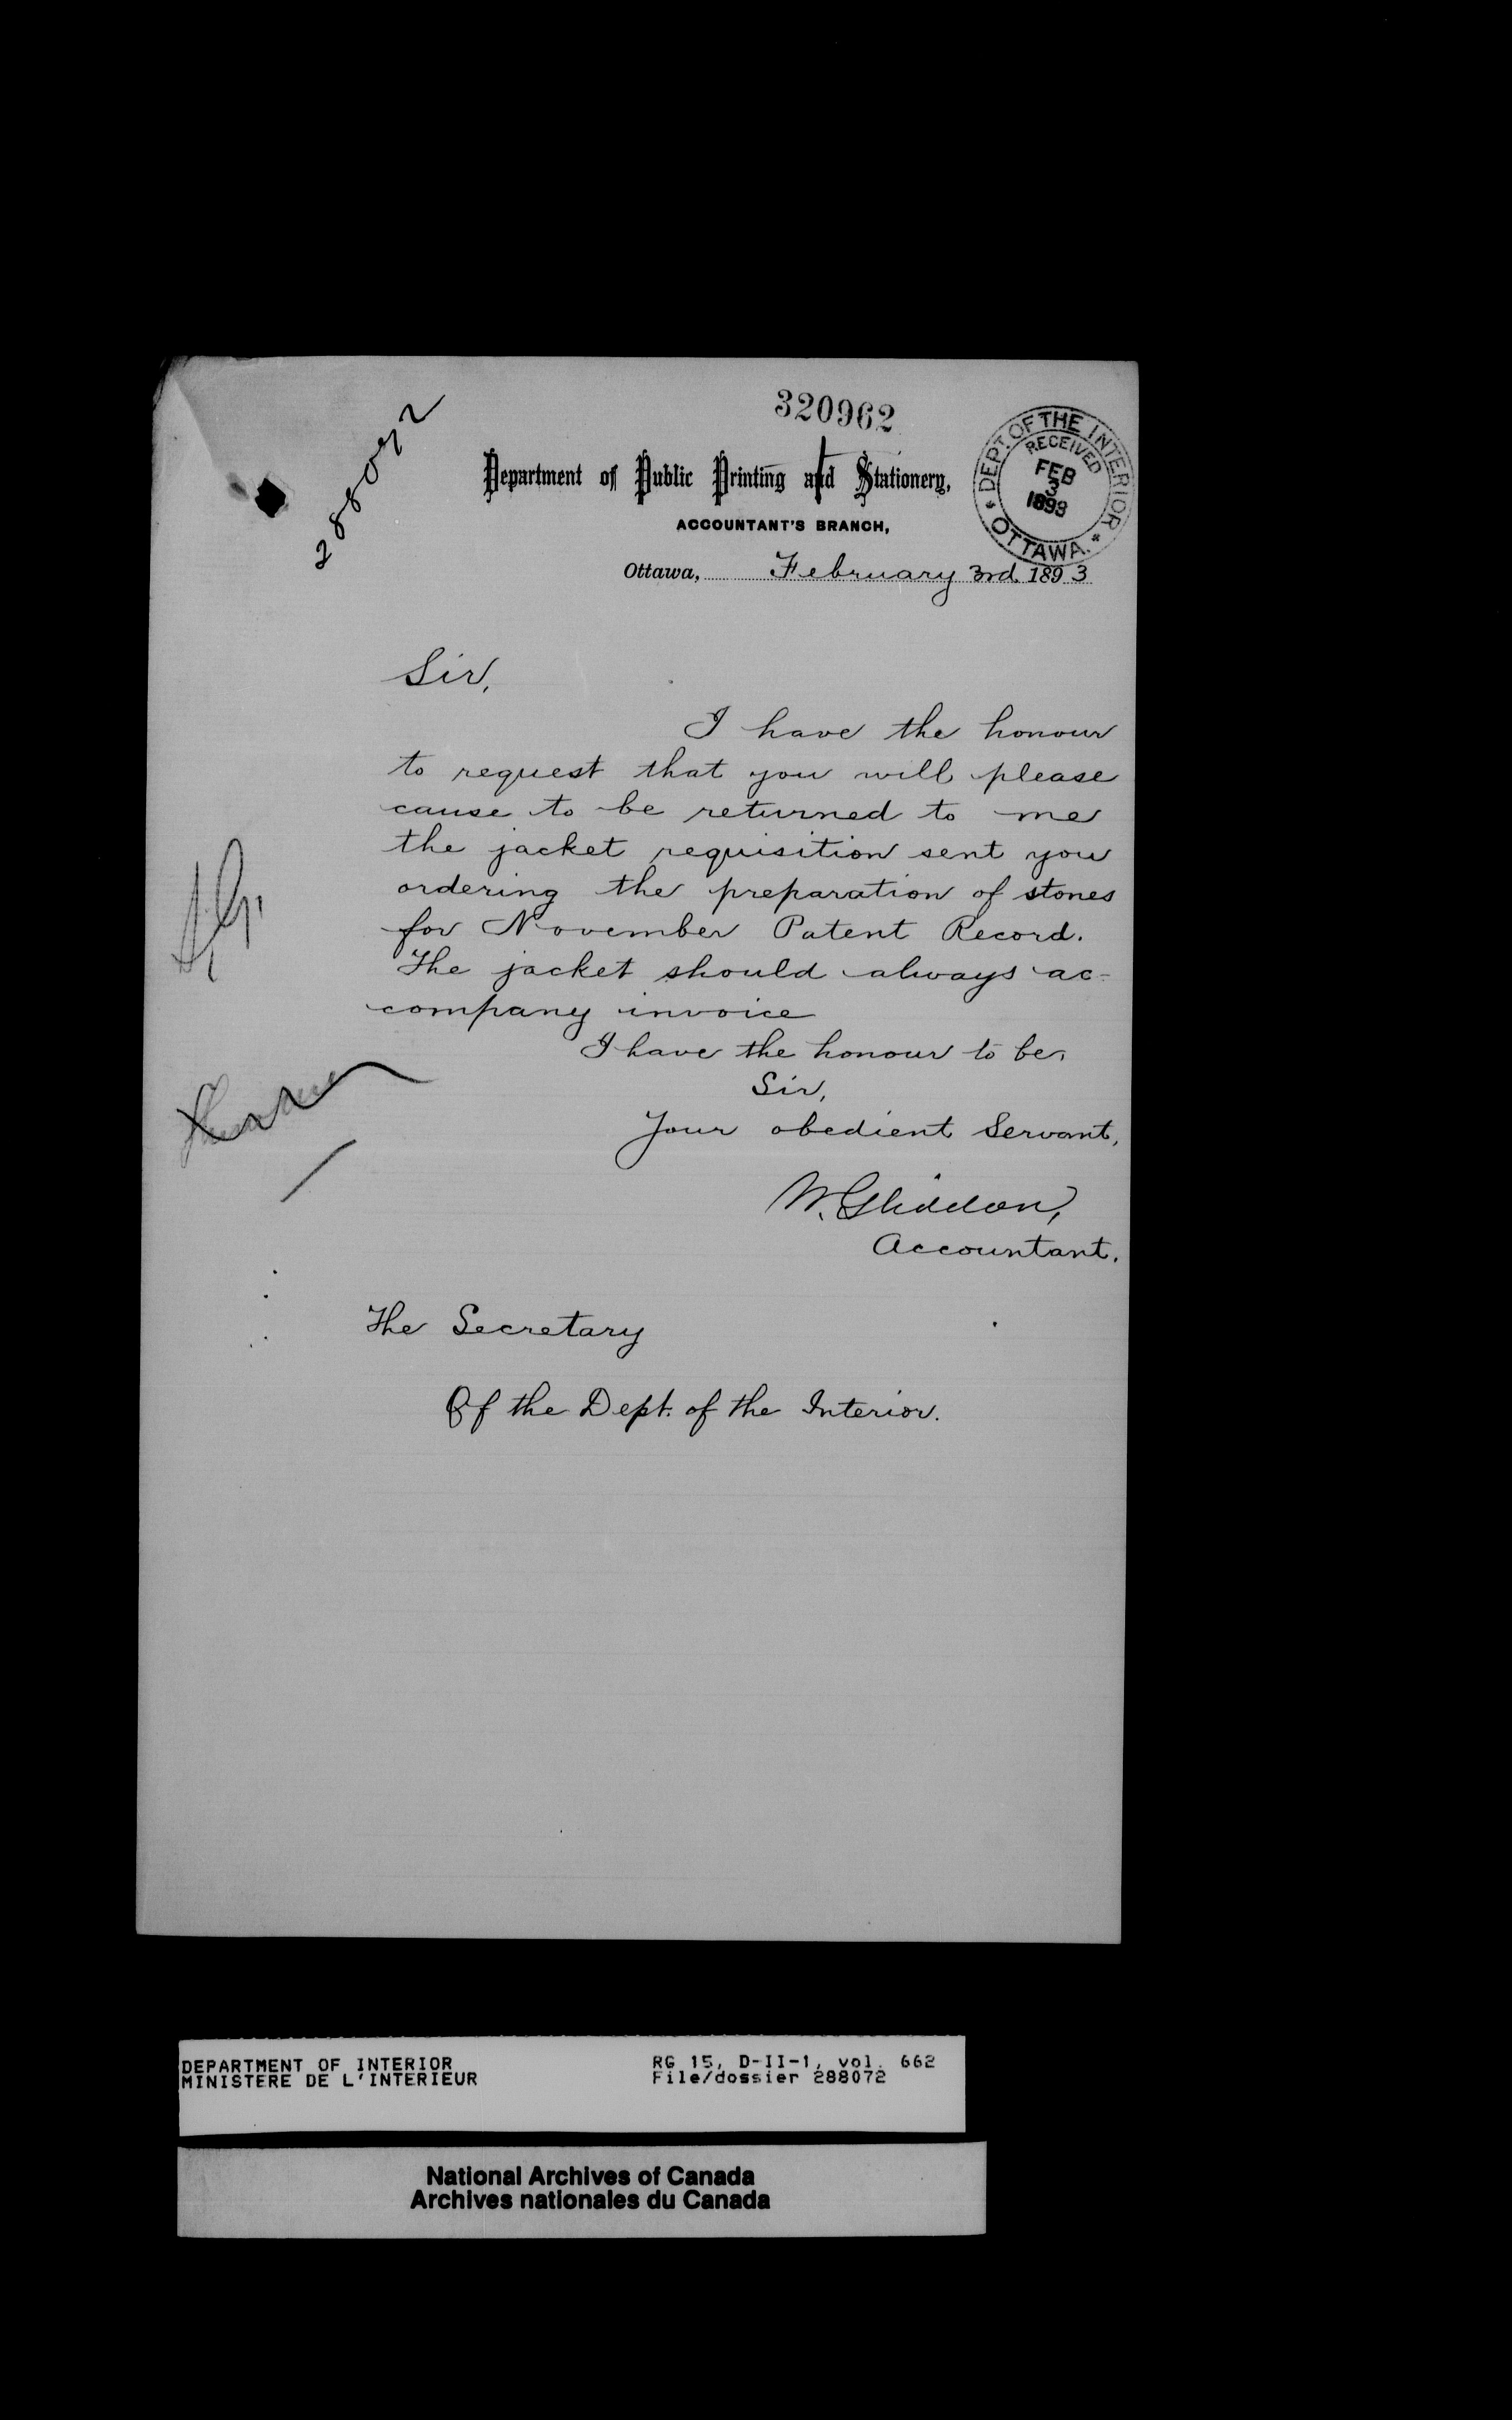 320962
288072
Department of Public Printing and Stationery,
ACCOUNTANT'S BRANCH,
DEPT. OF THE INTERIOR
RECEIVED
FEB
3
1893
OTTAWA.
Ottawa, February 3rd. 1893
Sir,
I have the honour
to request that you will please
cause to be returned to me
the jacket requisition sent you
ordering the preparation of stones
for November Patent Record.
The jacket should always ac-
company invoice
I have the honour to be,
Sir,
Your obedient Servant,
W. Gliddon,
Accountant.
The Secretary
Of the Dept. of the Interior.
DEPARTMENT OF INTERIOR
MINISTERE DE L'INTERIEUR
RG 15, D-II-1, vol. 662
File/dossier 288072
National Archives of Canada
Archives nationales du Canada